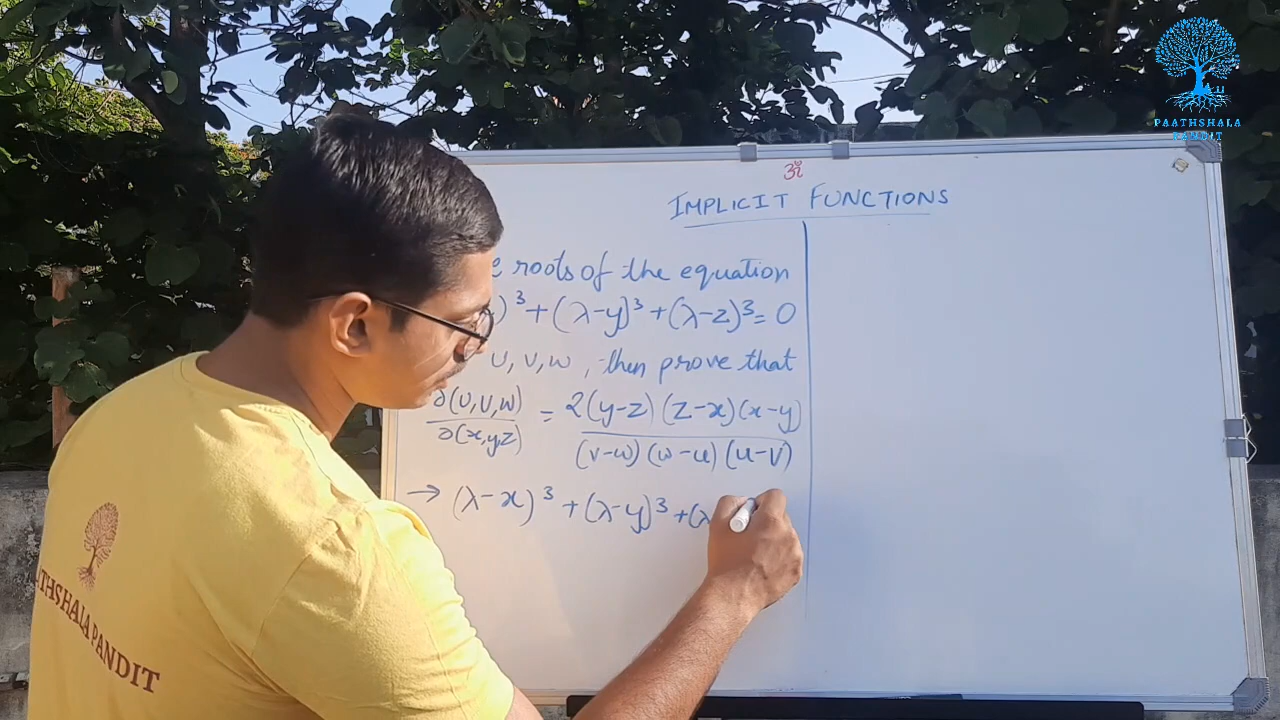 PAATHSHALA
PANDIT
ॐ
IMPLICIT FUNCTIONS
roots of the equation
)³ + (λ-y)³ + (λ-z)³ = 0
U, V, W, then prove that
∂(U,V,W) / ∂(x,y,z) = 2(y-z)(z-x)(x-y) / (v-w)(w-u)(u-v)
→ (λ-x)³ + (λ-y)³ + (λ
THSHALA PANDIT